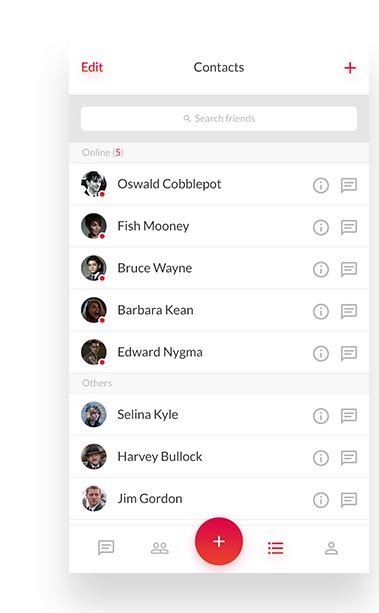 Edit Contacts +
Search friends
Online (5)
Oswald Cobblepot
Fish Mooney
Bruce Wayne
Barbara Kean
Edward Nygma
Others
Selina Kyle
Harvey Bullock
Jim Gordon